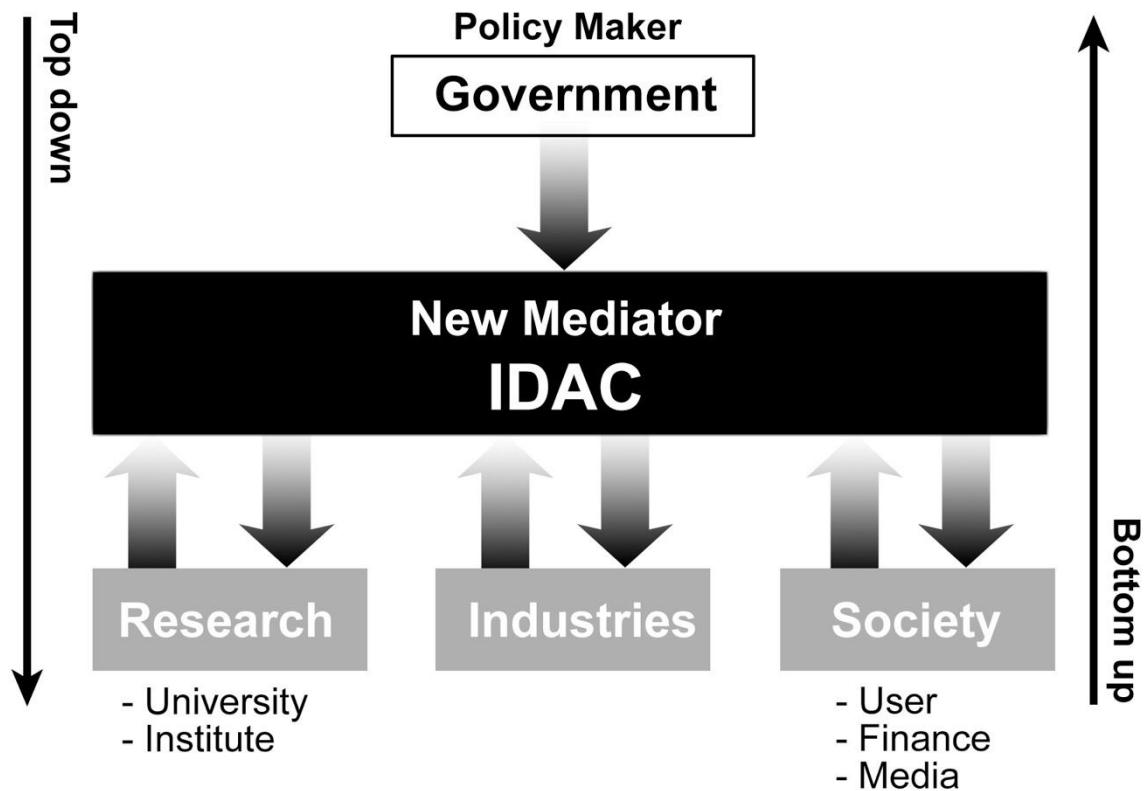 Top down
Policy Maker
Government
New Mediator
IDAC
Research
Industries
Society
- University
- Institute
- User
- Finance
- Media
Bottom up